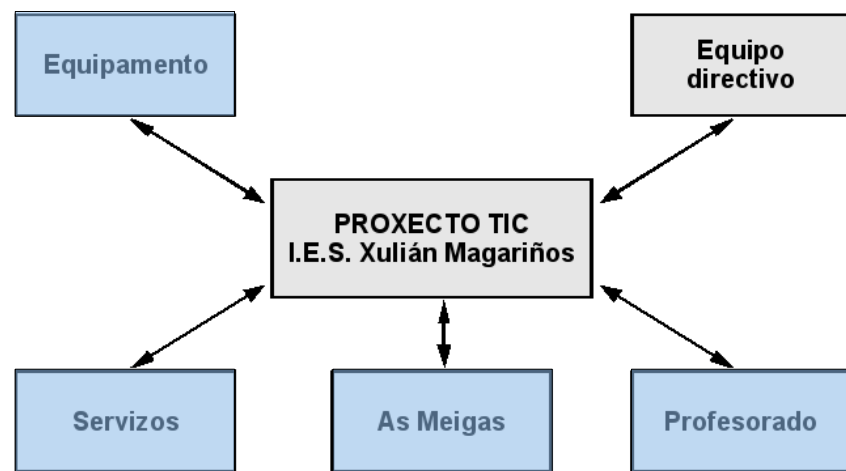 Equipamento
Equipo
directivo
PROXECTO TIC
I.E.S. Xulián Magariños
Servizos
As Meigas
Profesorado